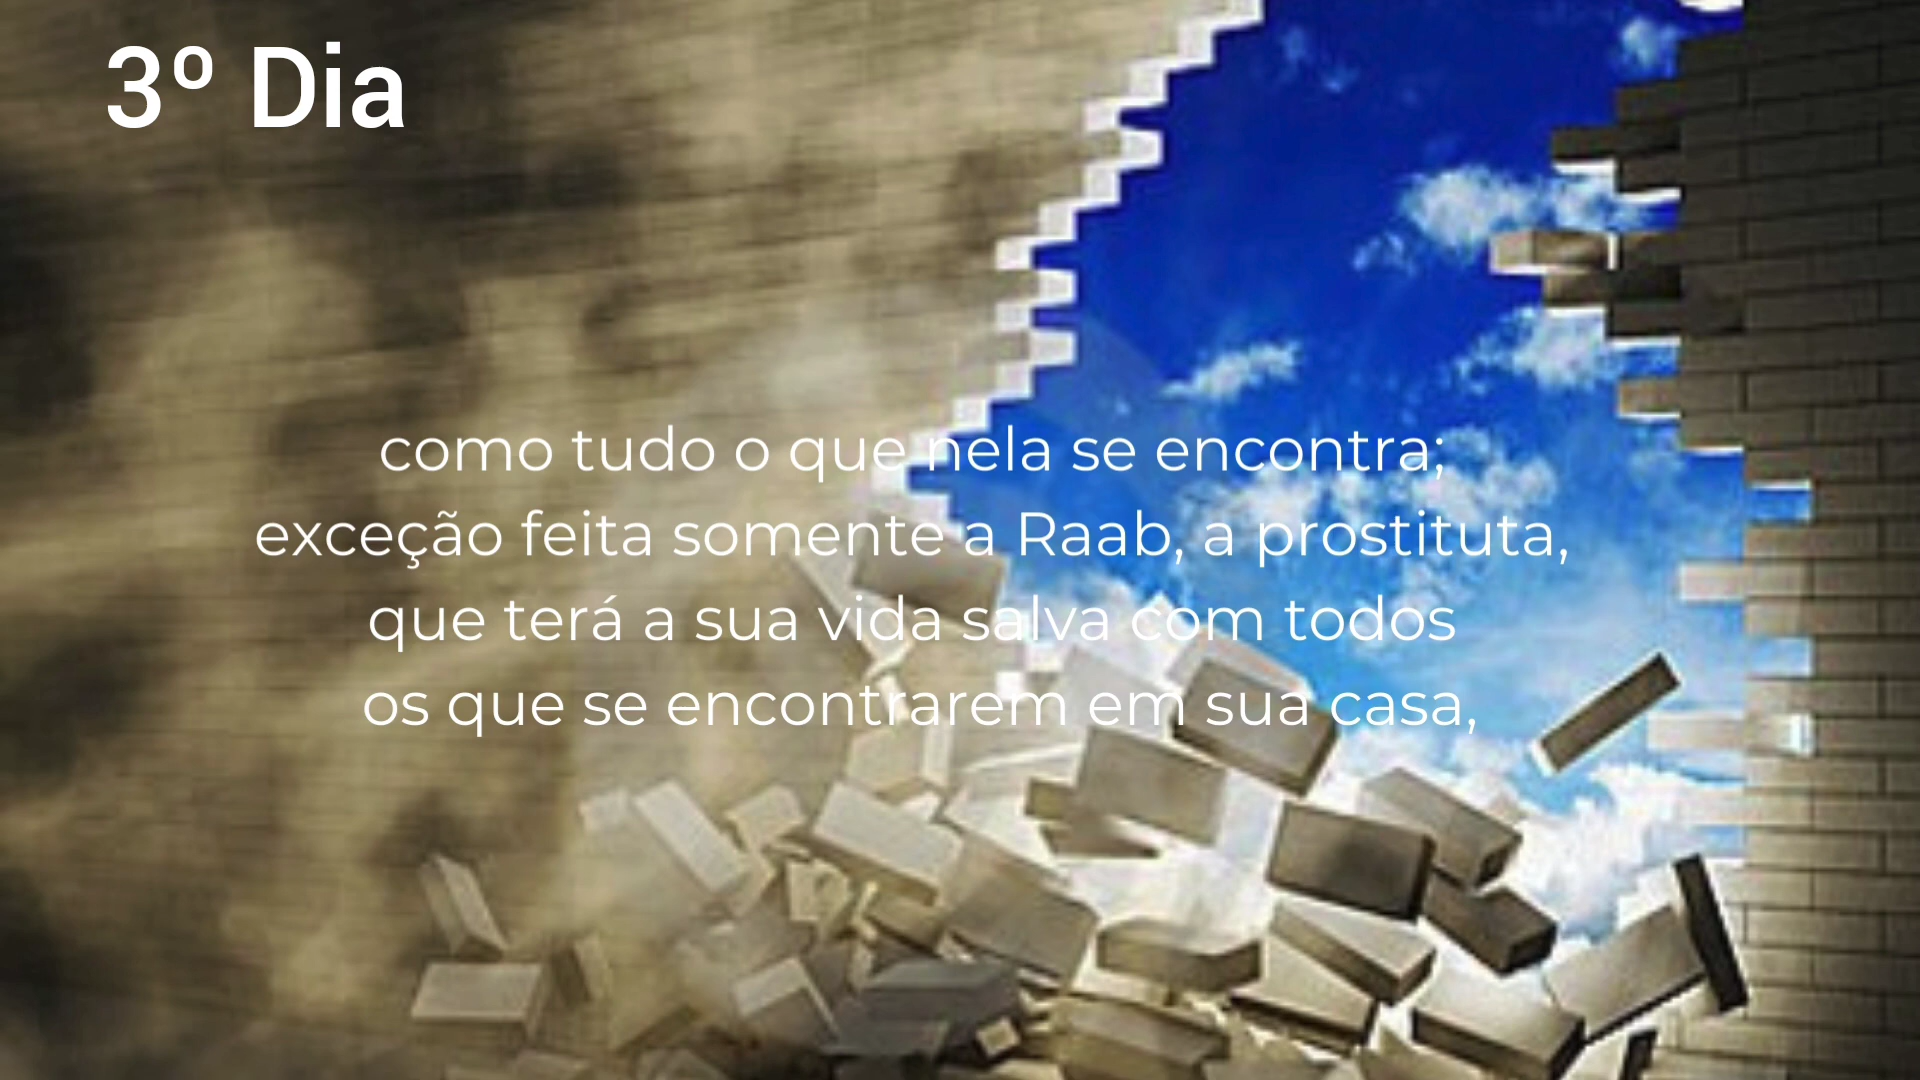 3º Dia
como tudo o que nela se encontra;
exceção feita somente a Raab, a prostituta,
que terá a sua vida salva com todos
os que se encontrarem em sua casa,